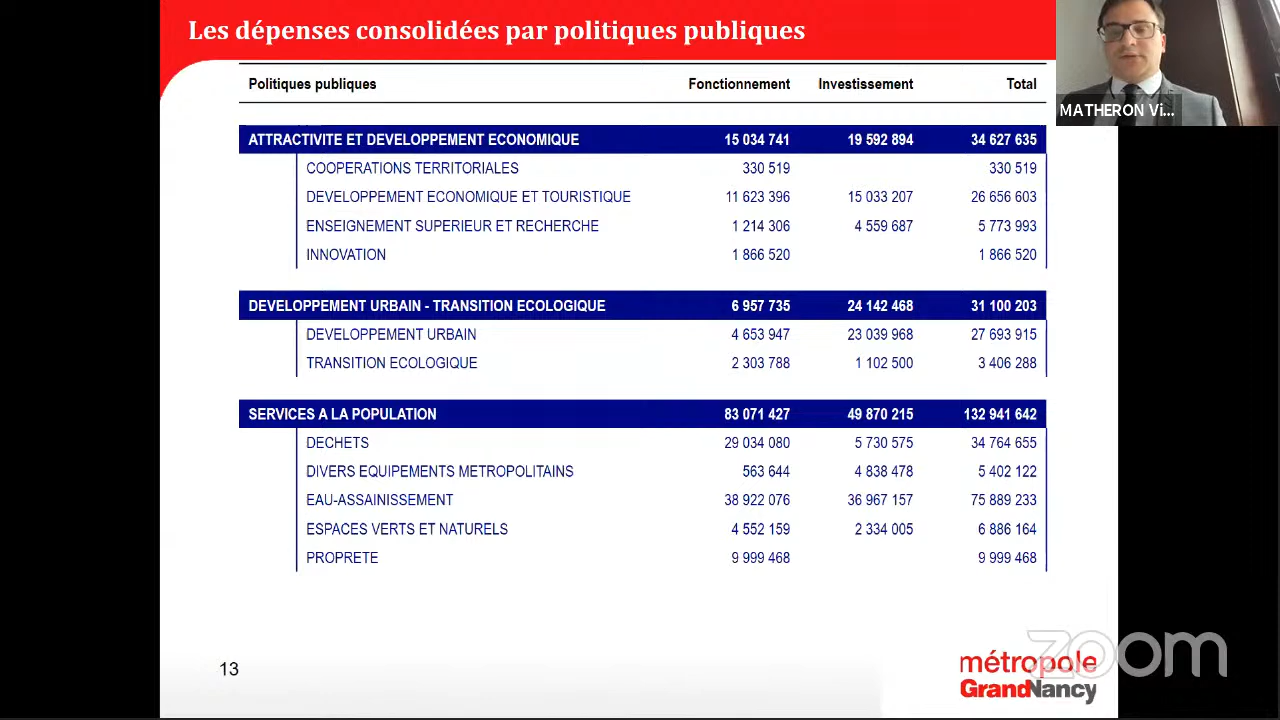 Les dépenses consolidées par politiques publiques
MATHERON Vi...
Politiques publiques Fonctionnement Investissement Total
ATTRACTIVITE ET DEVELOPPEMENT ECONOMIQUE 15 034 741 19 592 894 34 627 635
COOPERATIONS TERRITORIALES 330 519 330 519
DEVELOPPEMENT ECONOMIQUE ET TOURISTIQUE 11 623 396 15 033 207 26 656 603
ENSEIGNEMENT SUPERIEUR ET RECHERCHE 1 214 306 4 559 687 5 773 993
INNOVATION 1 866 520 1 866 520
DEVELOPPEMENT URBAIN - TRANSITION ECOLOGIQUE 6 957 735 24 142 468 31 100 203
DEVELOPPEMENT URBAIN 4 653 947 23 039 968 27 693 915
TRANSITION ECOLOGIQUE 2 303 788 1 102 500 3 406 288
SERVICES A LA POPULATION 83 071 427 49 870 215 132 941 642
DECHETS 29 034 080 5 730 575 34 764 655
DIVERS EQUIPEMENTS METROPOLITAINS 563 644 4 838 478 5 402 122
EAU-ASSAINISSEMENT 38 922 076 36 967 157 75 889 233
ESPACES VERTS ET NATURELS 4 552 159 2 334 005 6 886 164
PROPRETE 9 999 468 9 999 468
13
zoom
métropole
GrandNancy